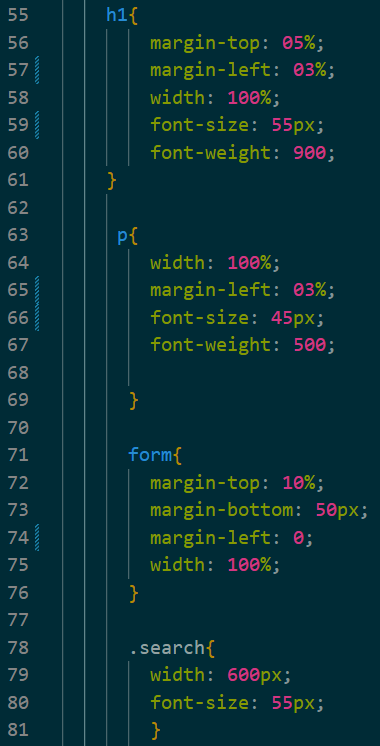 55 h1{
56 margin-top: 05%;
57 margin-left: 03%;
58 width: 100%;
59 font-size: 55px;
60 font-weight: 900;
61 }
62
63 p{
64 width: 100%;
65 margin-left: 03%;
66 font-size: 45px;
67 font-weight: 500;
68
69 }
70
71 form{
72 margin-top: 10%;
73 margin-bottom: 50px;
74 margin-left: 0;
75 width: 100%;
76 }
77
78 .search{
79 width: 600px;
80 font-size: 55px;
81 }